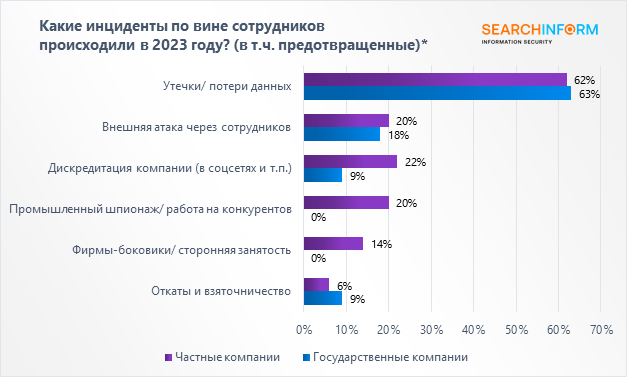 Какие инциденты по вине сотрудников
происходили в 2023 году? (в т.ч. предотвращенные)*
SEARCHINFORM
INFORMATION SECURITY
Утечки/ потери данных
62%
63%
Внешняя атака через сотрудников
20%
18%
Дискредитация компании (в соцсетях и т.п.)
22%
9%
Промышленный шпионаж/ работа на конкурентов
20%
0%
Фирмы-боковики/ сторонняя занятость
14%
0%
Откаты и взяточничество
6%
9%
0% 10% 20% 30% 40% 50% 60% 70%
Частные компании Государственные компании